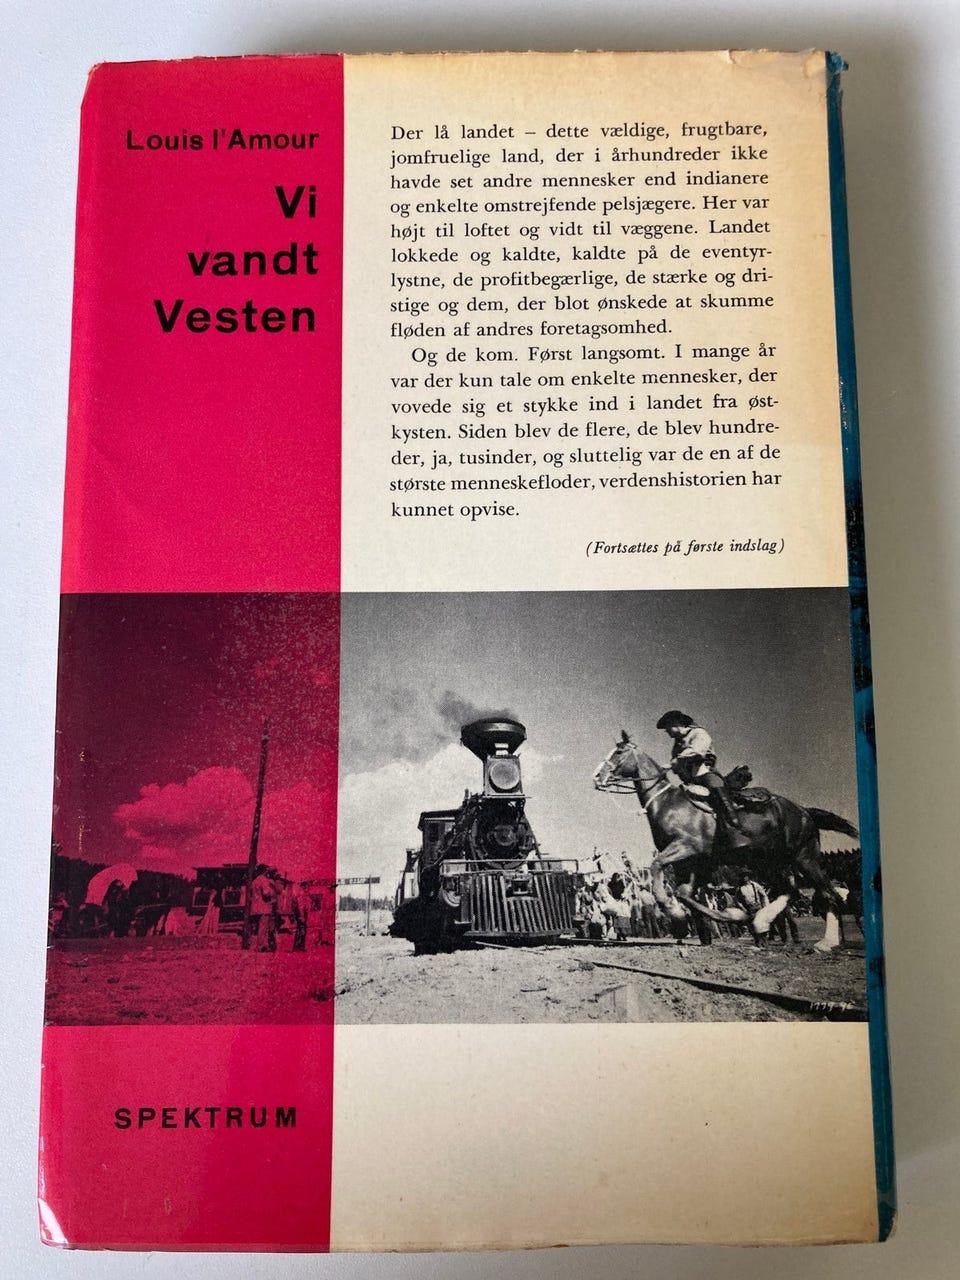 Louis l'Amour
Vi
vandt
Vesten
Der lå landet – dette vældige, frugtbare,
jomfruelige land, der i århundreder ikke
havde set andre mennesker end indianere
og enkelte omstrejfende pelsjægere. Her var
højt til loftet og vidt til væggene. Landet
lokkede og kaldte, kaldte på de eventyr-
lystne, de profitbegærlige, de stærke og dri-
stige og dem, der blot ønskede at skumme
fløden af andres foretagsomhed.
Og de kom. Først langsomt. I mange år
var der kun tale om enkelte mennesker, der
vovede sig et stykke ind i landet fra øst-
kysten. Siden blev de flere, de blev hundre-
der, ja, tusinder, og sluttelig var de en af de
største menneskefloder, verdenshistorien har
kunnet opvise.
(Fortsættes på første indslag)
SPEKTRUM